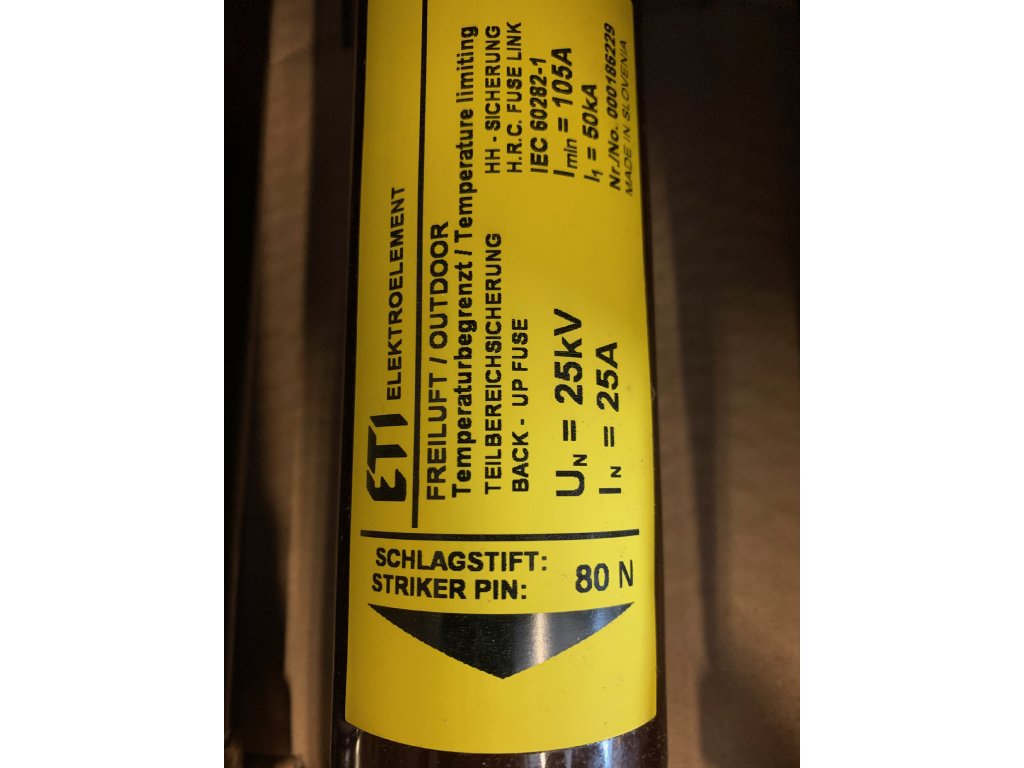 ETI ELEKTROELEMENT
FREILUFT / OUTDOOR
Temperaturbegrenzt / Temperature limiting
TEILBEREICHSICHERUNG
BACK - UP FUSE
HH - SICHERUNG
H.R.C. FUSE LINK
IEC 60282-1
Imin = 105A
I1 = 50kA
Nr./No. 000186229
MADE IN SLOVENIA
UN = 25kV
IN = 25A
SCHLAGSTIFT:
STRIKER PIN: 80 N